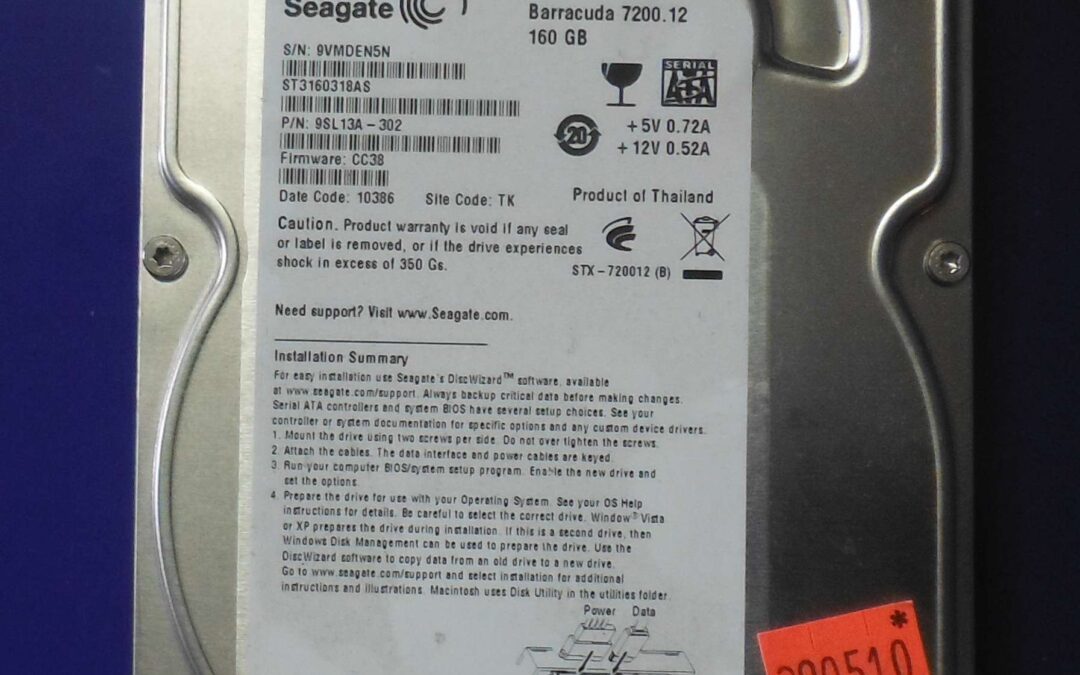 Seagate
Barracuda 7200.12
160 GB
S/N: 9VMDEN5N
ST3160318AS
P/N: 9SL13A-302
Firmware: CC38
Date Code: 10386 Site Code: TK
SERIAL
ATA
20
+5V 0.72A
+12V 0.52A
Product of Thailand
STX-720012 (B)
Caution. Product warranty is void if any seal
or label is removed, or if the drive experiences
shock in excess of 350 Gs.
Need support? Visit www.Seagate.com.
Installation Summary
For easy installation use Seagate's DiscWizard™ software, available
at www.seagate.com/support. Always backup critical data before making changes.
Serial ATA controllers and system BIOS have several setup choices. See your
controller or system documentation for specific options and any custom device drivers.
1. Mount the drive using two screws per side. Do not over tighten the screws.
2. Attach the cables. The data interface and power cables are keyed.
3. Run your computer BIOS/system setup program. Enable the new drive and
set the options.
4. Prepare the drive for use with your Operating System. See your OS Help
instructions for details. Be careful to select the correct drive. Window® Vista
or XP prepares the drive during installation. If this is a second drive, then
Windows Disk Management can be used to prepare the drive. Use the
DiscWizard software to copy data from an old drive to a new drive.
Go to www.seagate.com/support and select installation for additional
instructions and illustrations. Macintosh uses Disk Utility in the utilities folder.
Power Data
*